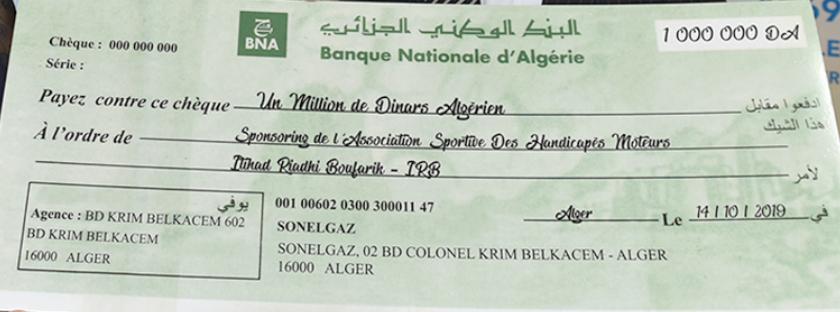 البنك الوطني الجزائري
BNA
Banque Nationale d'Algérie
1 000 000 DA
Chèque : 000 000 000
Série :
Payez contre ce chèque Un Million de Dinars Algérien ادفعوا مقابل
هذا الشيك
À l'ordre de Sponsoring de l'Association Sportive Des Handicapés Moteurs
Ittihad Riadhi Boufarik - IRB لأمر
يوفي
Agence : BD KRIM BELKACEM 602
BD KRIM BELKACEM
16000 ALGER
001 00602 0300 300011 47
SONELGAZ
SONELGAZ, 02 BD COLONEL KRIM BELKACEM - ALGER
16000 ALGER
Alger Le 14 / 10 / 2019 في